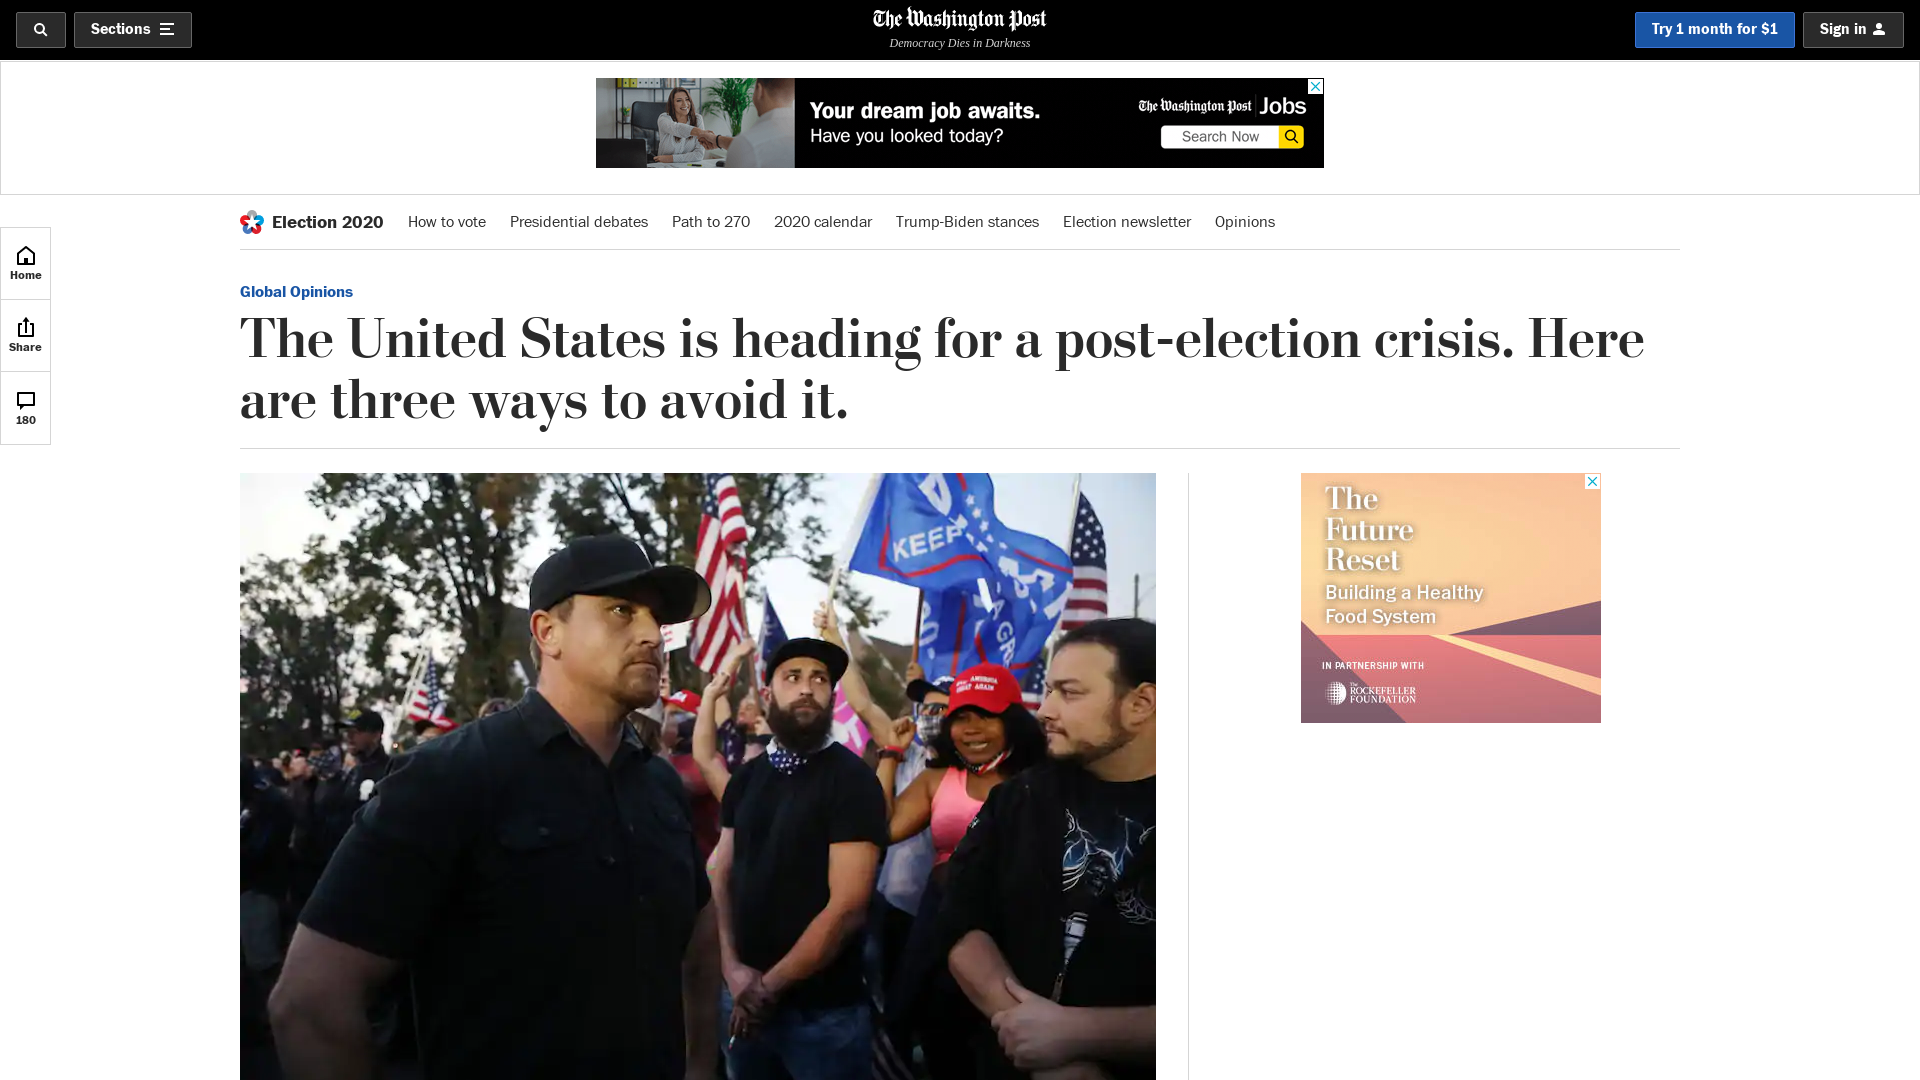 Sections
The Washington Post
Democracy Dies in Darkness
Try 1 month for $1
Sign in
Your dream job awaits.
Have you looked today?
The Washington Post Jobs
Search Now
Election 2020
How to vote
Presidential debates
Path to 270
2020 calendar
Trump-Biden stances
Election newsletter
Opinions
Home
Share
180
Global Opinions
The United States is heading for a post-election crisis. Here
are three ways to avoid it.
KEEP
The
Future
Reset
Building a Healthy
Food System
IN PARTNERSHIP WITH
The
ROCKEFELLER
FOUNDATION